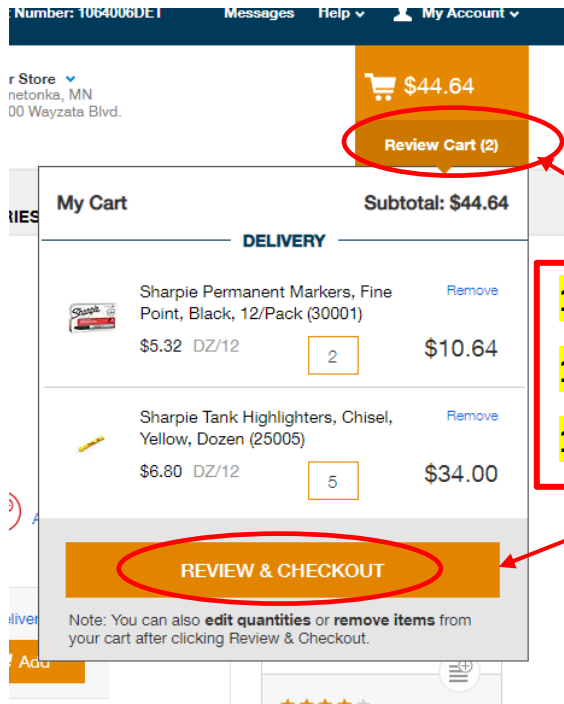 Number: 1064006DET Messages Help My Account
r Store
netonka, MN
00 Wayzata Blvd.
$44.64
Review Cart (2)
RIES
My Cart Subtotal: $44.64
DELIVERY
Sharpie Permanent Markers, Fine Remove
Point, Black, 12/Pack (30001)
$5.32 DZ/12 2 $10.64
Sharpie
Sharpie Tank Highlighters, Chisel, Remove
Yellow, Dozen (25005)
$6.80 DZ/12 5 $34.00
REVIEW & CHECKOUT
Note: You can also edit quantities or remove items from
your cart after clicking Review & Checkout.
eliver
Add